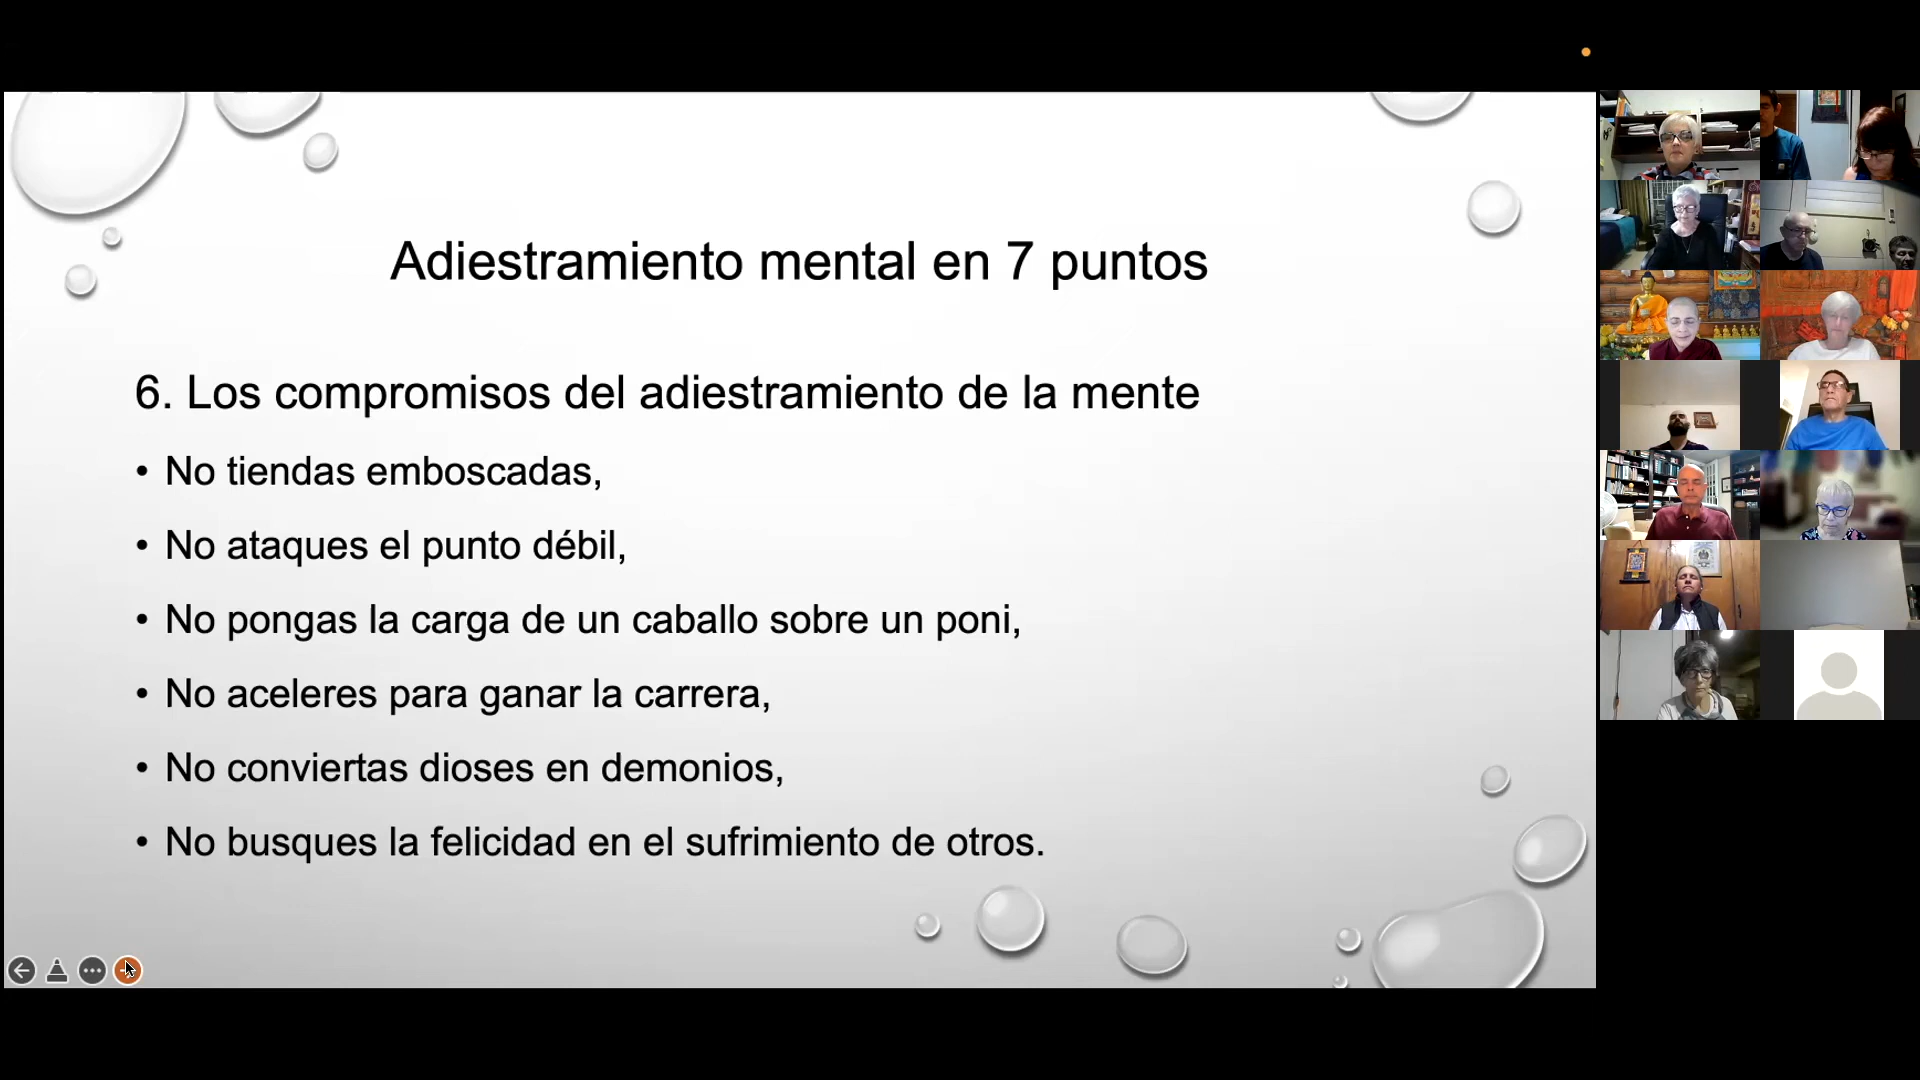 Adiestramiento mental en 7 puntos
6. Los compromisos del adiestramiento de la mente
• No tiendas emboscadas,
• No ataques el punto débil,
• No pongas la carga de un caballo sobre un poni,
• No aceleres para ganar la carrera,
• No conviertas dioses en demonios,
• No busques la felicidad en el sufrimiento de otros.